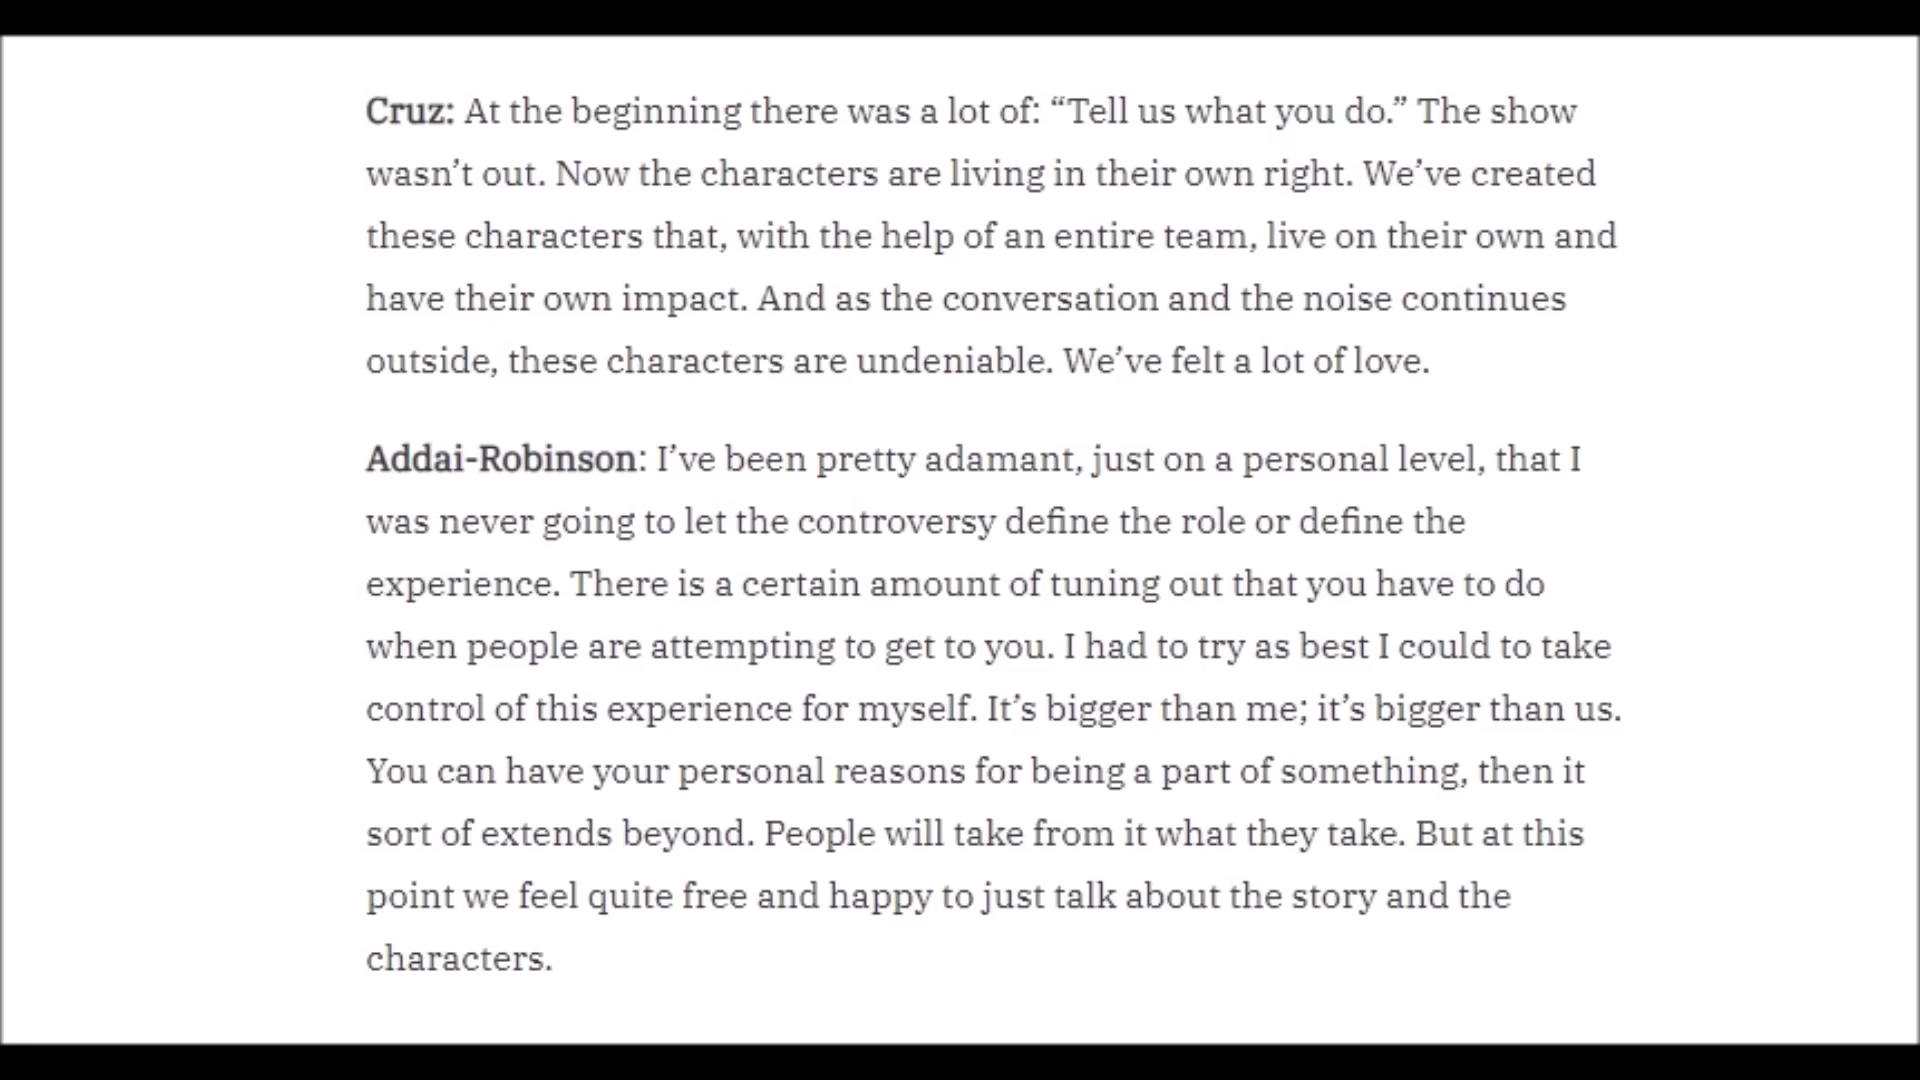 Cruz: At the beginning there was a lot of: “Tell us what you do.” The show
wasn’t out. Now the characters are living in their own right. We’ve created
these characters that, with the help of an entire team, live on their own and
have their own impact. And as the conversation and the noise continues
outside, these characters are undeniable. We’ve felt a lot of love.
Addai-Robinson: I’ve been pretty adamant, just on a personal level, that I
was never going to let the controversy define the role or define the
experience. There is a certain amount of tuning out that you have to do
when people are attempting to get to you. I had to try as best I could to take
control of this experience for myself. It’s bigger than me; it’s bigger than us.
You can have your personal reasons for being a part of something, then it
sort of extends beyond. People will take from it what they take. But at this
point we feel quite free and happy to just talk about the story and the
characters.